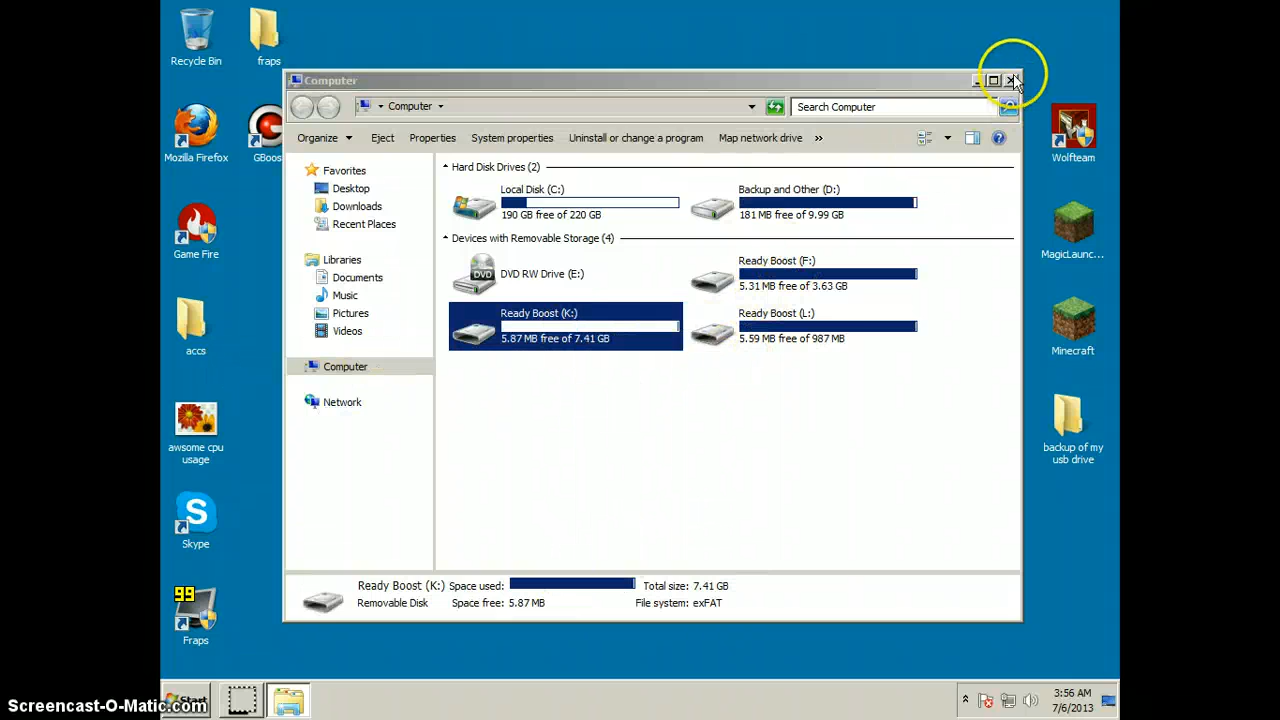 Recycle Bin
fraps
Mozilla Firefox
GBoos
Game Fire
accs
awsome cpu
usage
Skype
99
Fraps
Computer
Computer
Search Computer
Organize Eject Properties System properties Uninstall or change a program Map network drive »
Favorites
Desktop
Downloads
Recent Places
Libraries
Documents
Music
Pictures
Videos
Computer
Network
Hard Disk Drives (2)
Local Disk (C:)
190 GB free of 220 GB
Backup and Other (D:)
181 MB free of 9.99 GB
Devices with Removable Storage (4)
DVD
DVD RW Drive (E:)
Ready Boost (F:)
5.31 MB free of 3.63 GB
Ready Boost (K:)
5.87 MB free of 7.41 GB
Ready Boost (L:)
5.59 MB free of 987 MB
Ready Boost (K:) Space used: Total size: 7.41 GB
Removable Disk Space free: 5.87 MB File system: exFAT
Wolfteam
MagicLaunc...
Minecraft
backup of my
usb drive
Start
3:56 AM
7/6/2013
Screencast-O-Matic.com